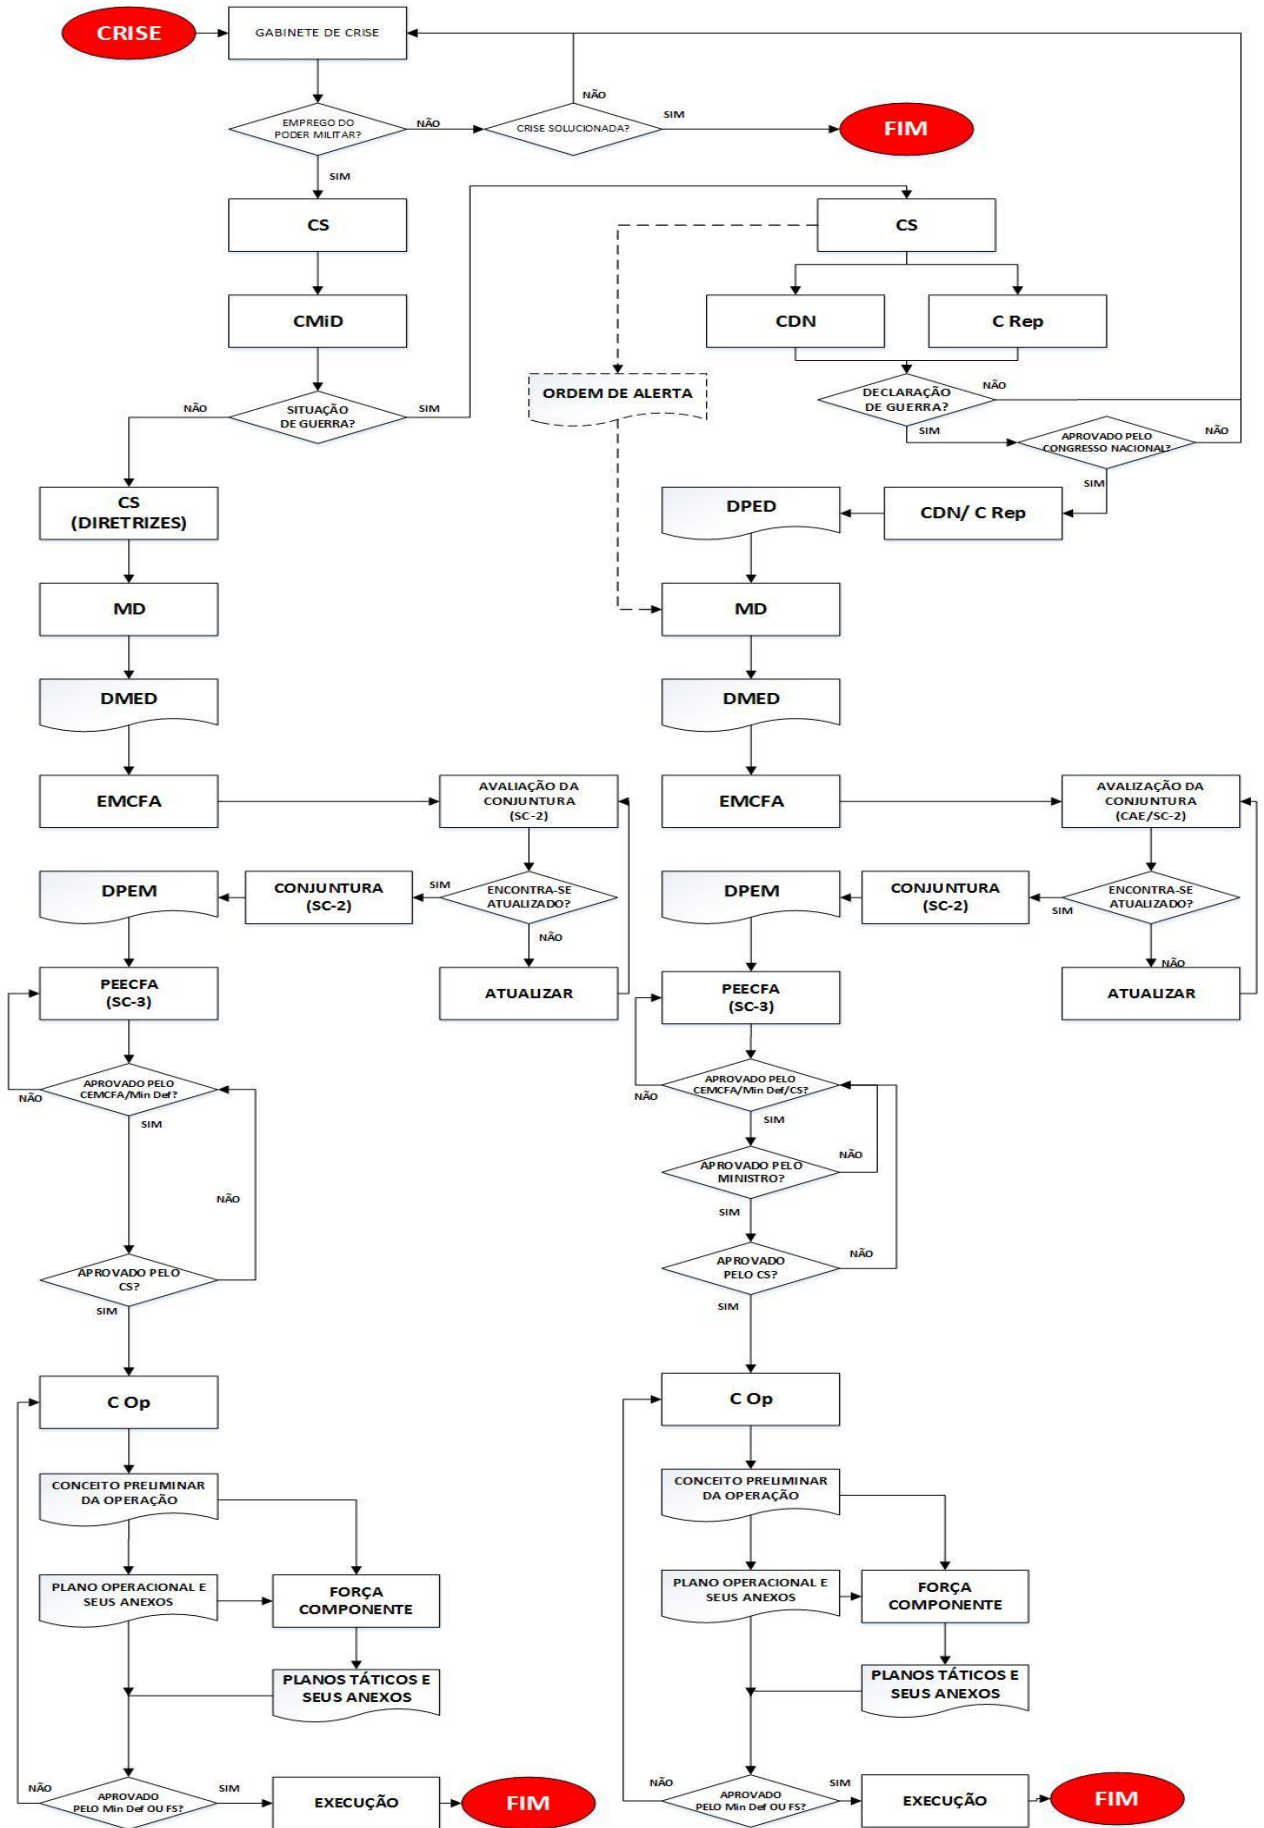 CRISE
GABINETE DE CRISE
NÃO
EMPREGO DO
PODER MILITAR?
NÃO
CRISE SOLUCIONADA?
SIM
FIM
SIM
CS
CS
CMiD
CDN
C Rep
ORDEM DE ALERTA
DECLARAÇÃO
DE GUERRA?
NÃO
NÃO
SITUAÇÃO
DE GUERRA?
SIM
SIM
APROVADO PELO
CONGRESSO NACIONAL?
NÃO
SIM
CS
(DIRETRIZES)
DPED
CDN/ C Rep
MD
MD
DMED
DMED
EMCFA
AVALIAÇÃO DA
CONJUNTURA
(SC-2)
EMCFA
AVALIZAÇÃO DA
CONJUNTURA
(CAE/SC-2)
DPEM
CONJUNTURA
(SC-2)
SIM
ENCONTRA-SE
ATUALIZADO?
DPEM
CONJUNTURA
(SC-2)
SIM
ENCONTRA-SE
ATUALIZADO?
NÃO
NÃO
PEECFA
(SC-3)
ATUALIZAR
PEECFA
(SC-3)
ATUALIZAR
APROVADO PELO
CEMCFA/Min Def?
NÃO
SIM
APROVADO PELO
CEMCFA/Min Def/CS?
NÃO
SIM
APROVADO PELO
MINISTRO?
NÃO
NÃO
SIM
APROVADO PELO
CS?
SIM
APROVADO
PELO CS?
NÃO
SIM
C Op
C Op
CONCEITO PRELIMINAR
DA OPERAÇÃO
CONCEITO PRELIMINAR
DA OPERAÇÃO
PLANO OPERACIONAL E
SEUS ANEXOS
FORÇA
COMPONENTE
PLANO OPERACIONAL E
SEUS ANEXOS
FORÇA
COMPONENTE
PLANOS TÁTICOS E
SEUS ANEXOS
PLANOS TÁTICOS E
SEUS ANEXOS
NÃO
APROVADO
PELO Min Def OU FS?
SIM
EXECUÇÃO
FIM
NÃO
APROVADO
PELO Min Def OU FS?
SIM
EXECUÇÃO
FIM